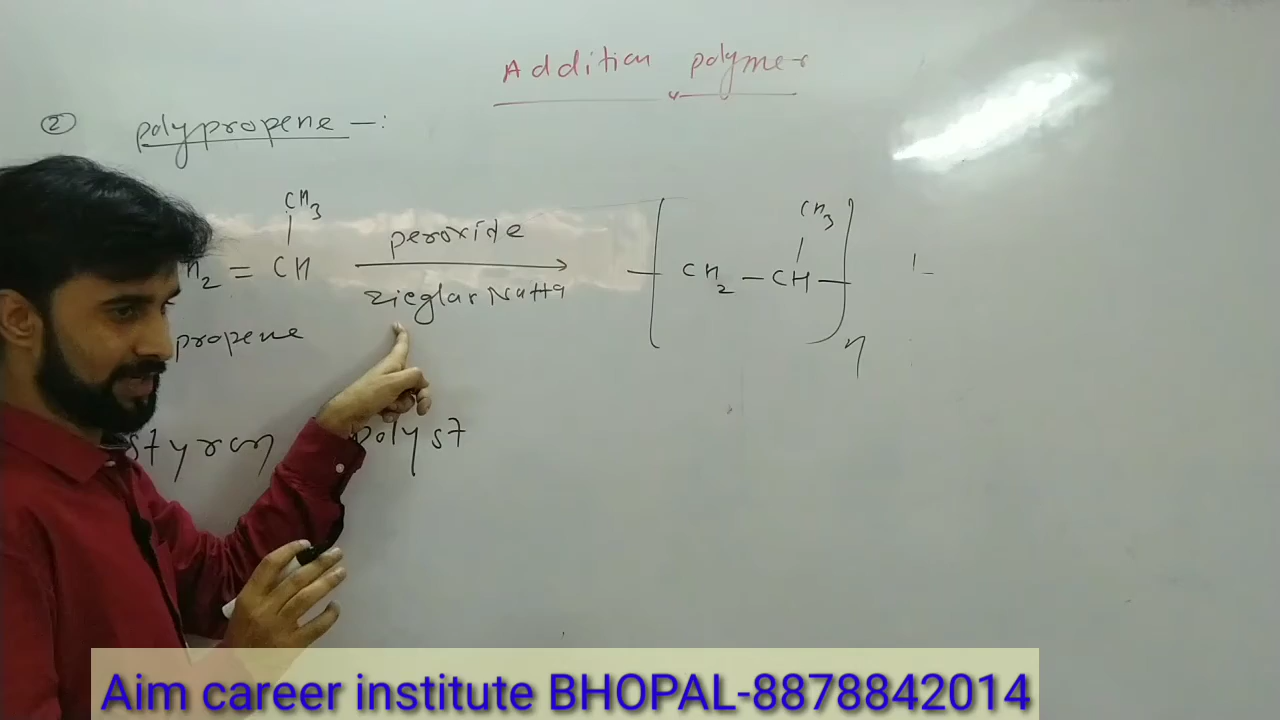 Addition polymer
② polypropene -:
CH3 CH3
H2 = CH peroxide CH2 - CH n
Zieglar Natta
propene
styren polyst
Aim career institute BHOPAL-8878842014